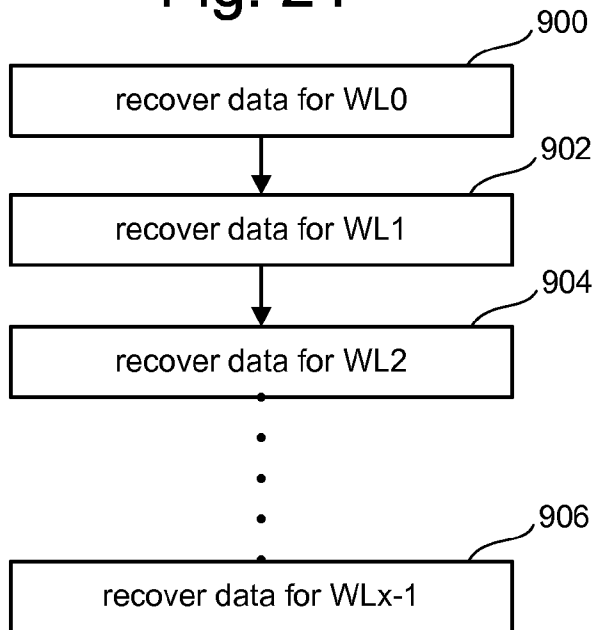 900
recover data for WL0
902
recover data for WL1
904
recover data for WL2
906
recover data for WLx-1